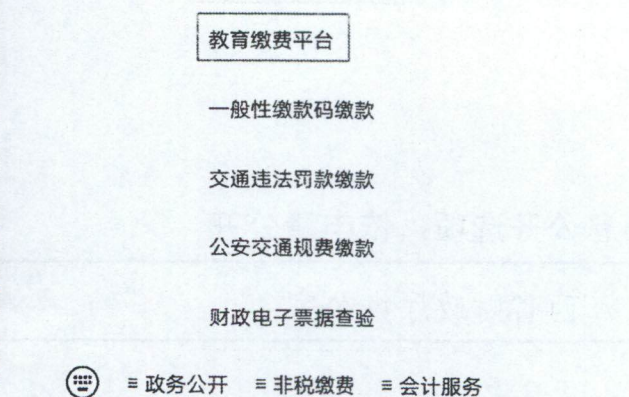 教育缴费平台
一般性缴款码缴款
交通违法罚款缴款
公安交通规费缴款
财政电子票据查验
≡ 政务公开 ≡ 非税缴费 ≡ 会计服务